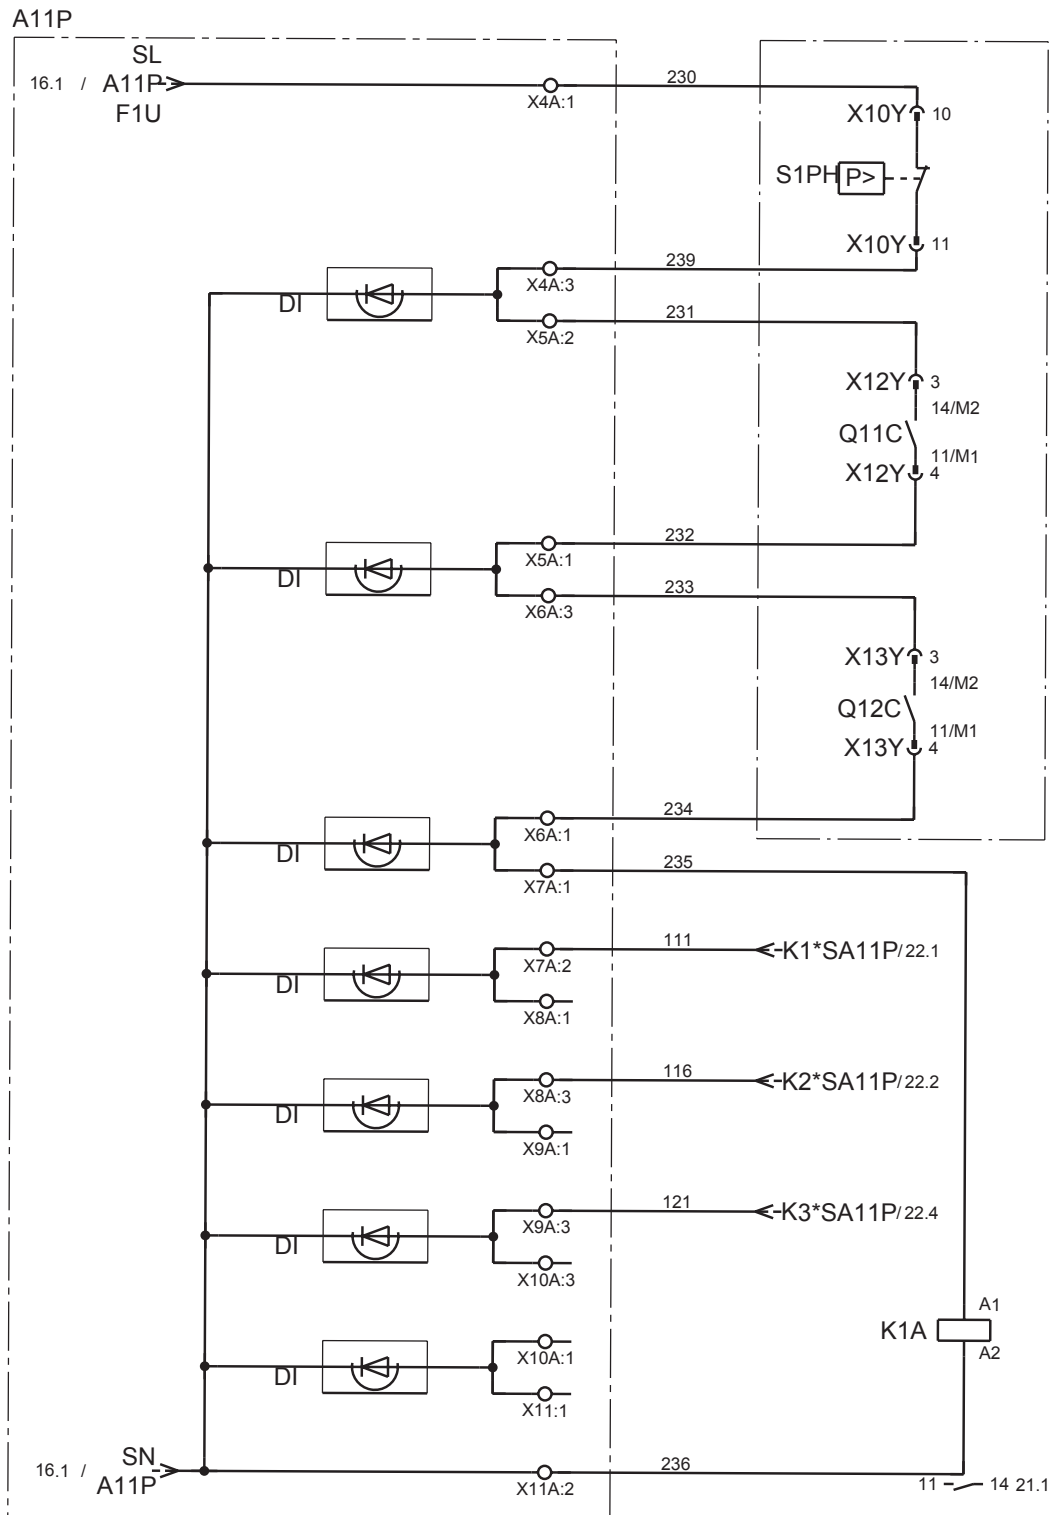 A11P
SL
16.1 / A11P
F1U
X4A:1
230
X10Y 10
S1PH P>
X10Y 11
239
X4A:3
DI
X5A:2
231
X12Y 3
14/M2
Q11C
11/M1
X12Y 4
232
X5A:1
DI
X6A:3
233
X13Y 3
14/M2
Q12C
11/M1
X13Y 4
234
X6A:1
DI
X7A:1
235
111
X7A:2
K1*SA11P/22.1
DI
X8A:1
116
X8A:3
K2*SA11P/22.2
DI
X9A:1
121
X9A:3
K3*SA11P/22.4
DI
X10A:3
A1
K1A
A2
X10A:1
DI
X11:1
SN
16.1 /
A11P
X11A:2
236
11 14 21.1